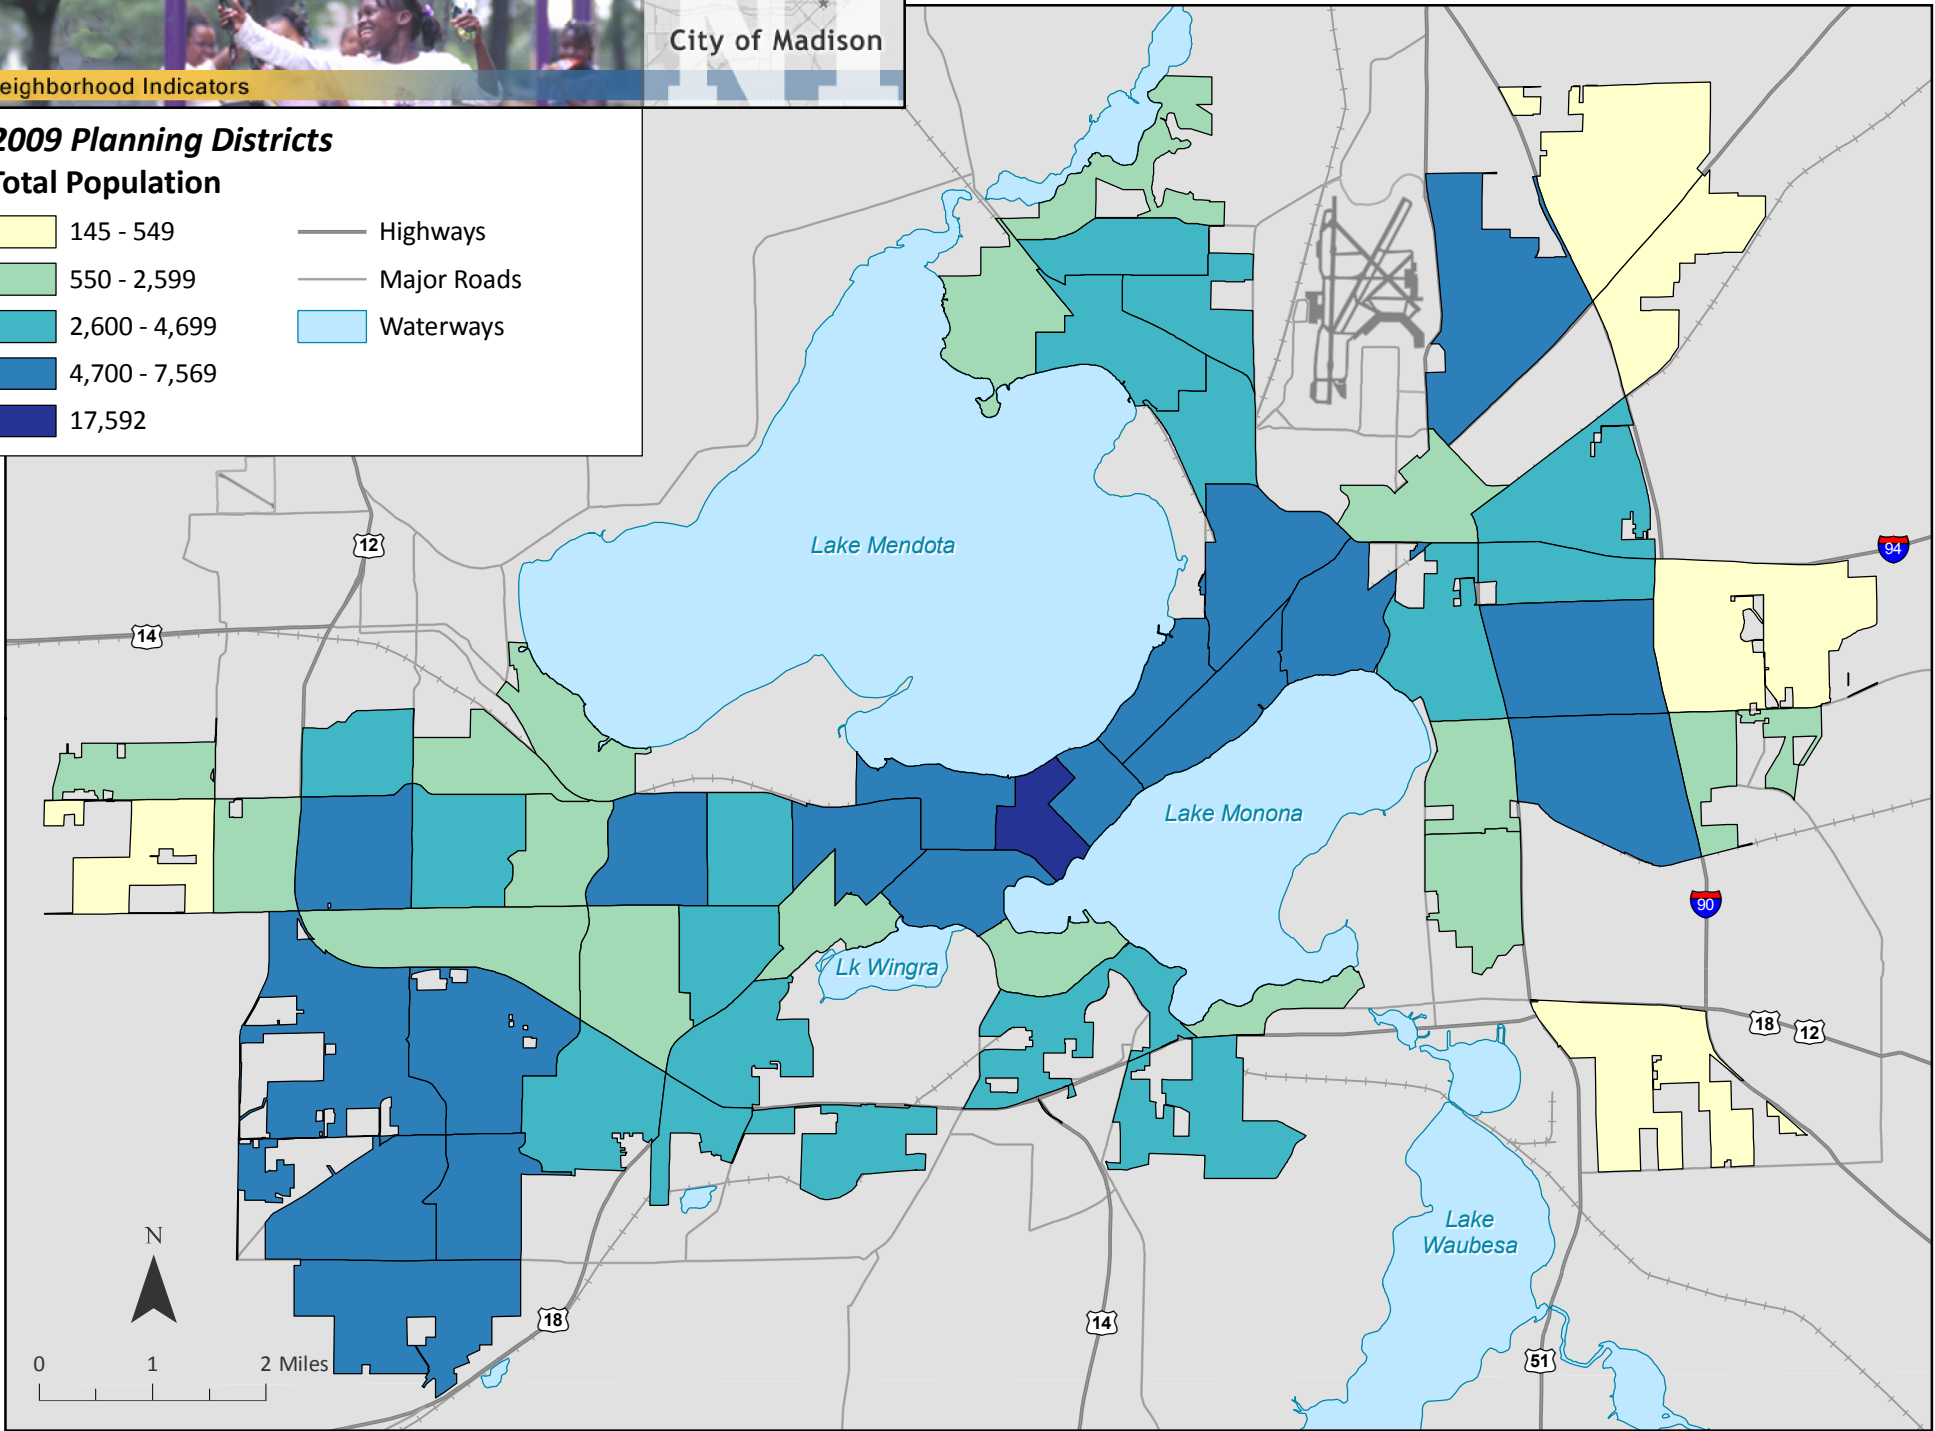 City of Madison
NI
eighborhood Indicators
2009 Planning Districts
Total Population
145 - 549
550 - 2,599
2,600 - 4,699
4,700 - 7,569
17,592
Highways
Major Roads
Waterways
12
Lake Mendota
94
14
Lake Monona
90
Lk Wingra
18
12
Lake
Waubesa
N
18
14
51
0 1 2 Miles